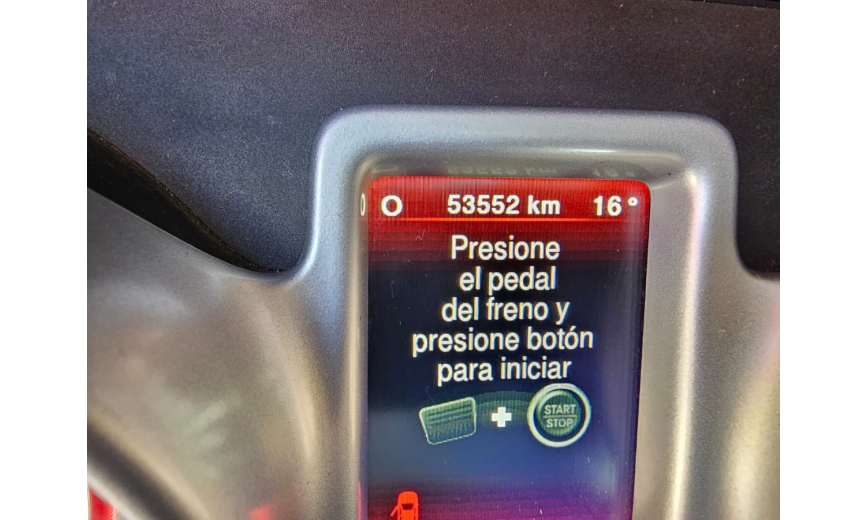 O 53552 km 16°
Presione
el pedal
del freno y
presione botón
para iniciar
START
STOP